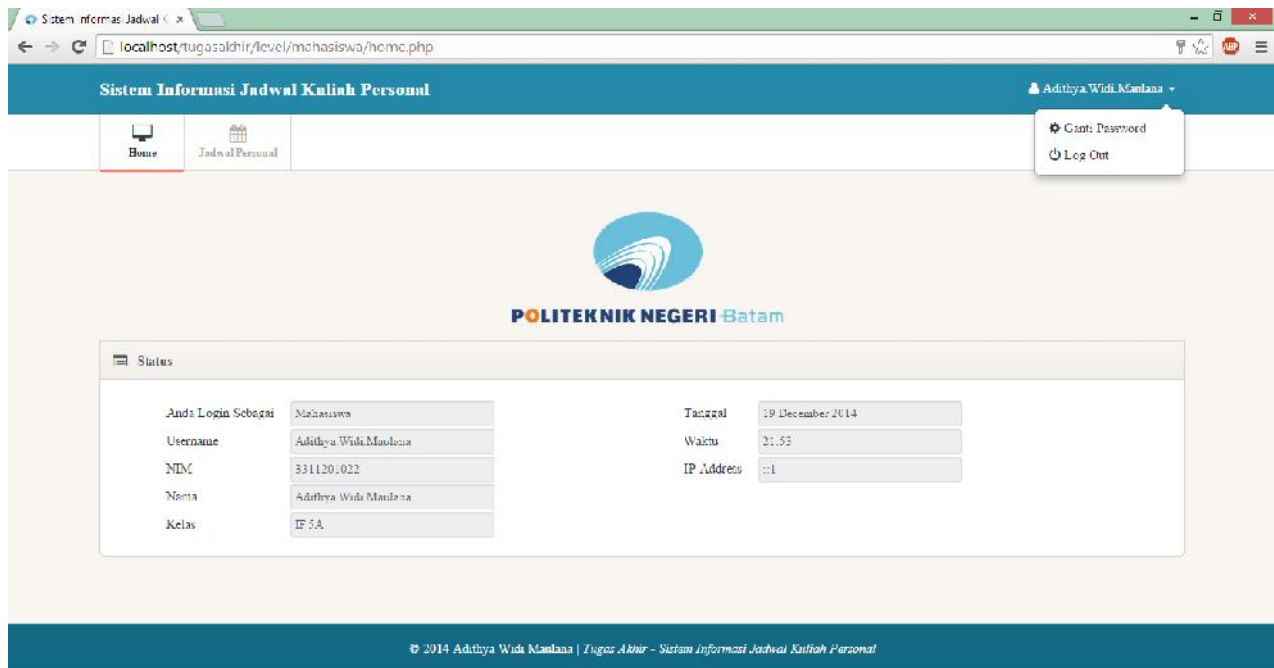 Sistem Informasi Jadwal K
localhost/tugasakhir/level/mahasiswa/home.php
ABP
Sistem Informasi Jadwal Kuliah Personal
Adithya.Widi.Maulana
Home
Jadwal Personal
Ganti Password
Log Out
POLITEKNIK NEGERI Batam
Status
Anda Login Sebagai Mahasiswa
Tanggal 19 December 2014
Username Adithya.Widi.Maulana
Waktu 21:53
NIM 3311201022
IP Address ::1
Nama Adithya Widi Maulana
Kelas IF 5A
© 2014 Adithya Widi Maulana | Tugas Akhir - Sistem Informasi Jadwal Kuliah Personal